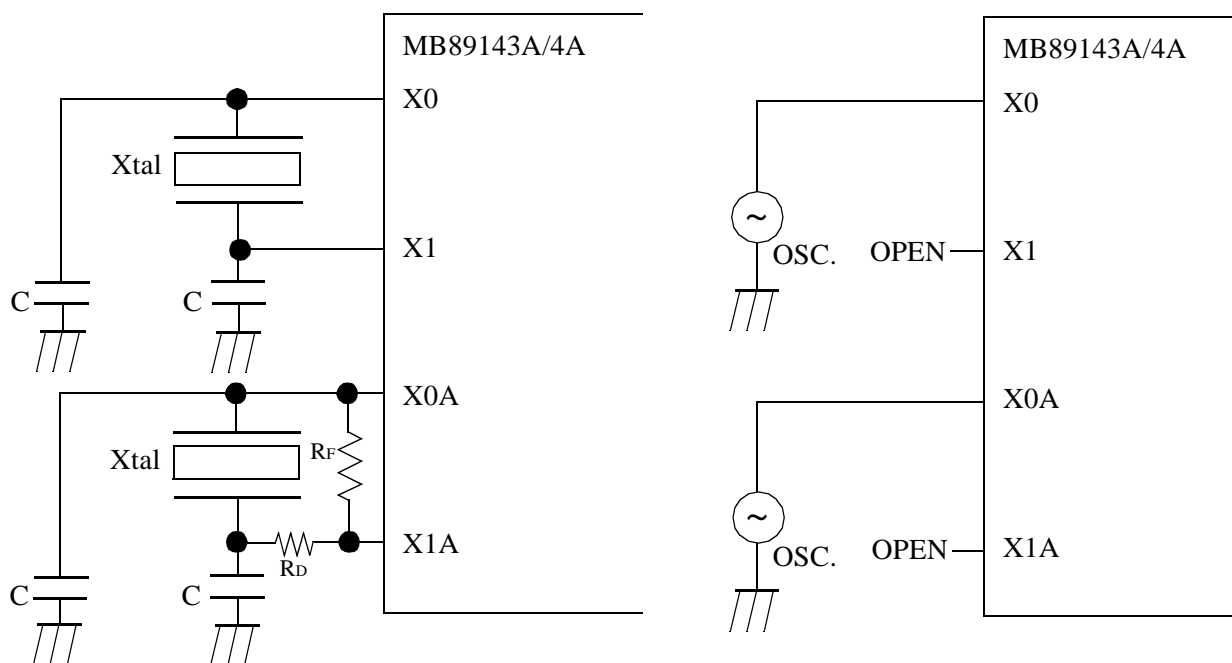 MB89143A/4A
X0
Xtal
X1
C
C
X0A
Xtal
RF
X1A
RD
C
C
MB89143A/4A
X0
~
OSC.
OPEN
X1
X0A
~
OSC.
OPEN
X1A